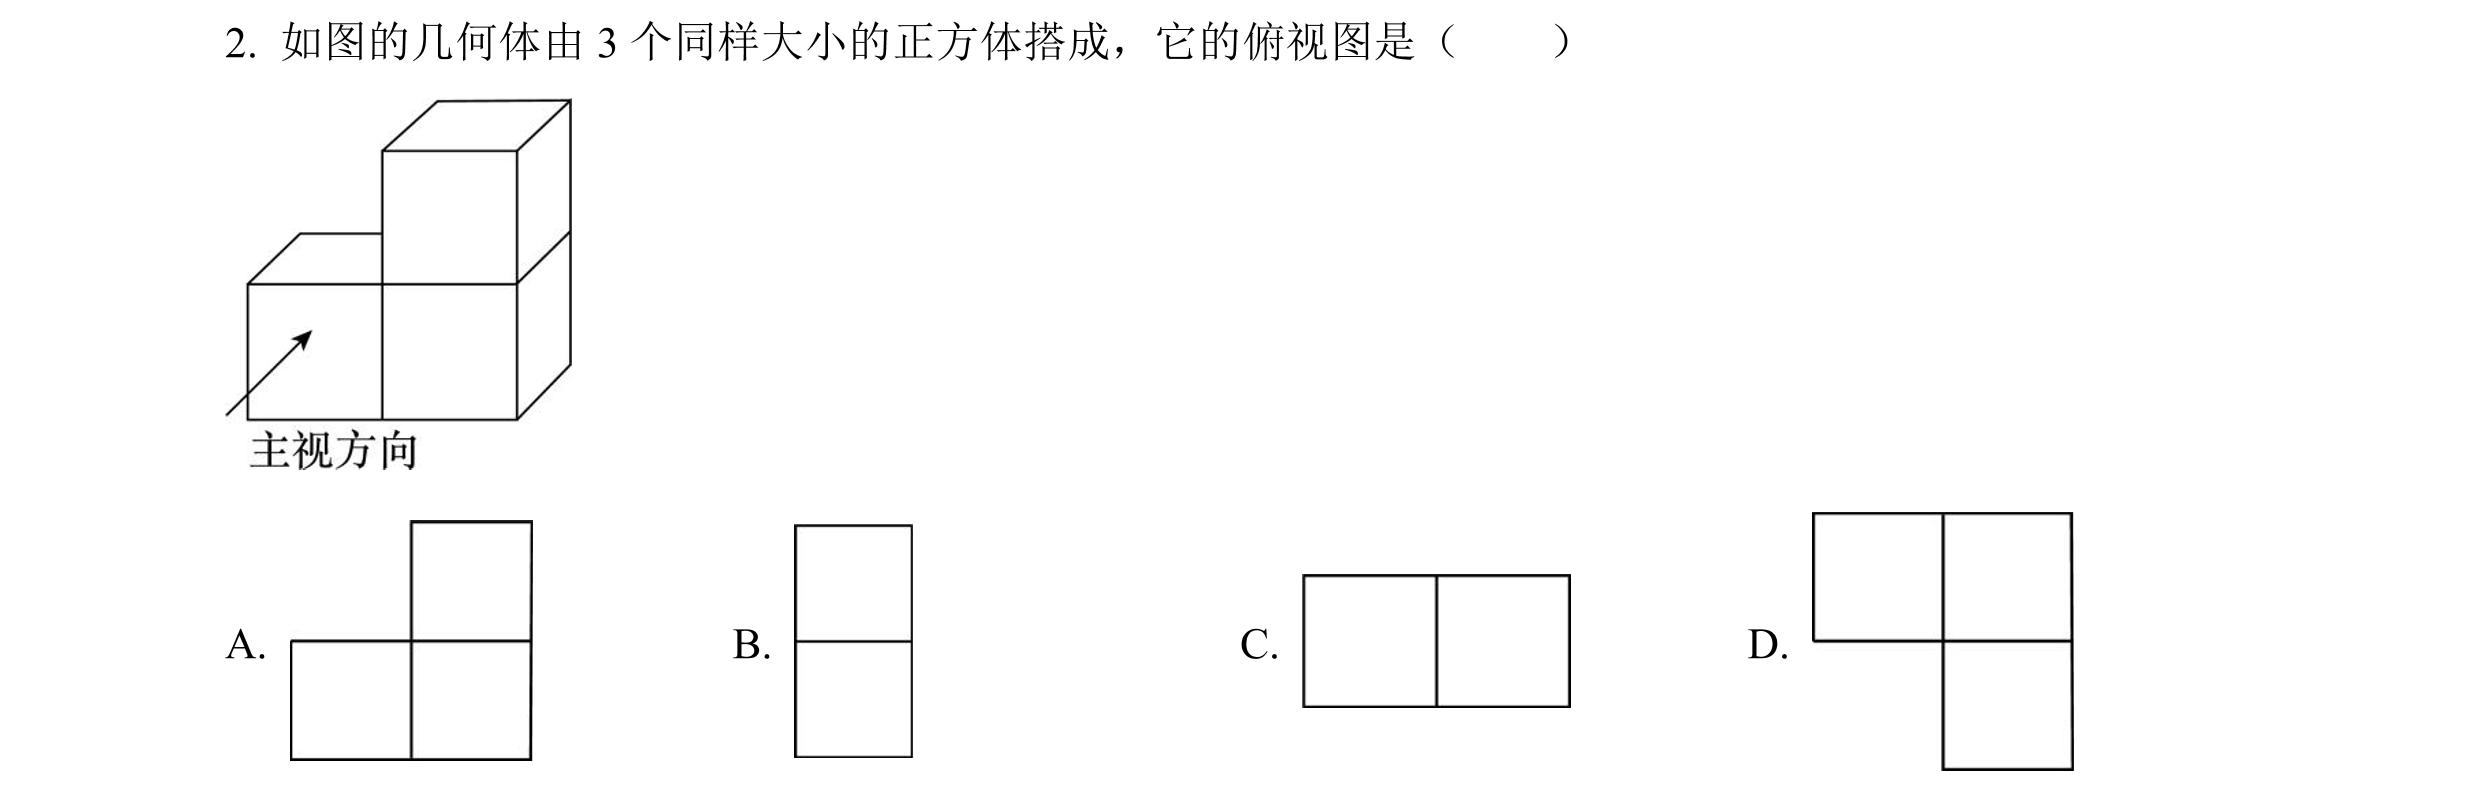 2. 如图的几何体由 3 个同样大小的正方体搭成，它的俯视图是（　　）
主视方向
A. B. C. D.